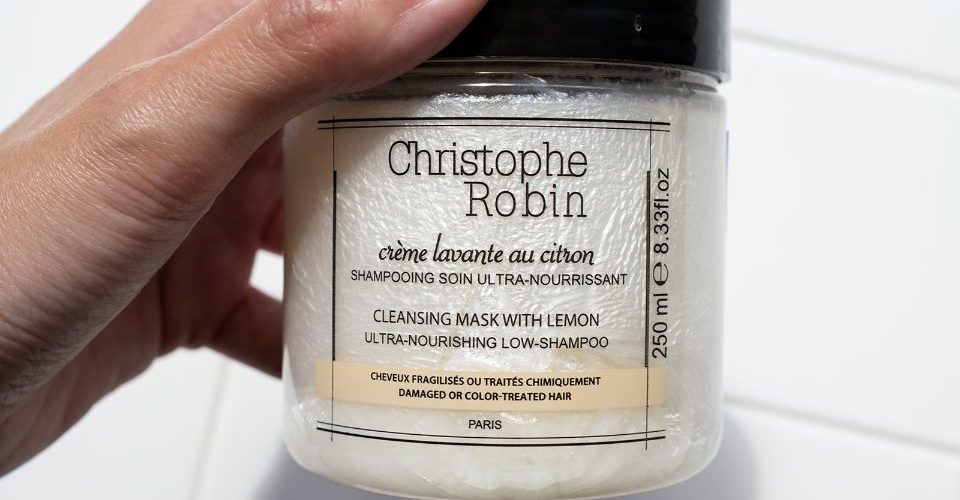 Christophe
Robin
crème lavante au citron
SHAMPOOING SOIN ULTRA-NOURRISSANT
CLEANSING MASK WITH LEMON
ULTRA-NOURISHING LOW-SHAMPOO
CHEVEUX FRAGILISÉS OU TRAITÉS CHIMIQUEMENT
DAMAGED OR COLOR-TREATED HAIR
PARIS
250 ml ℮ 8.33fl.oz